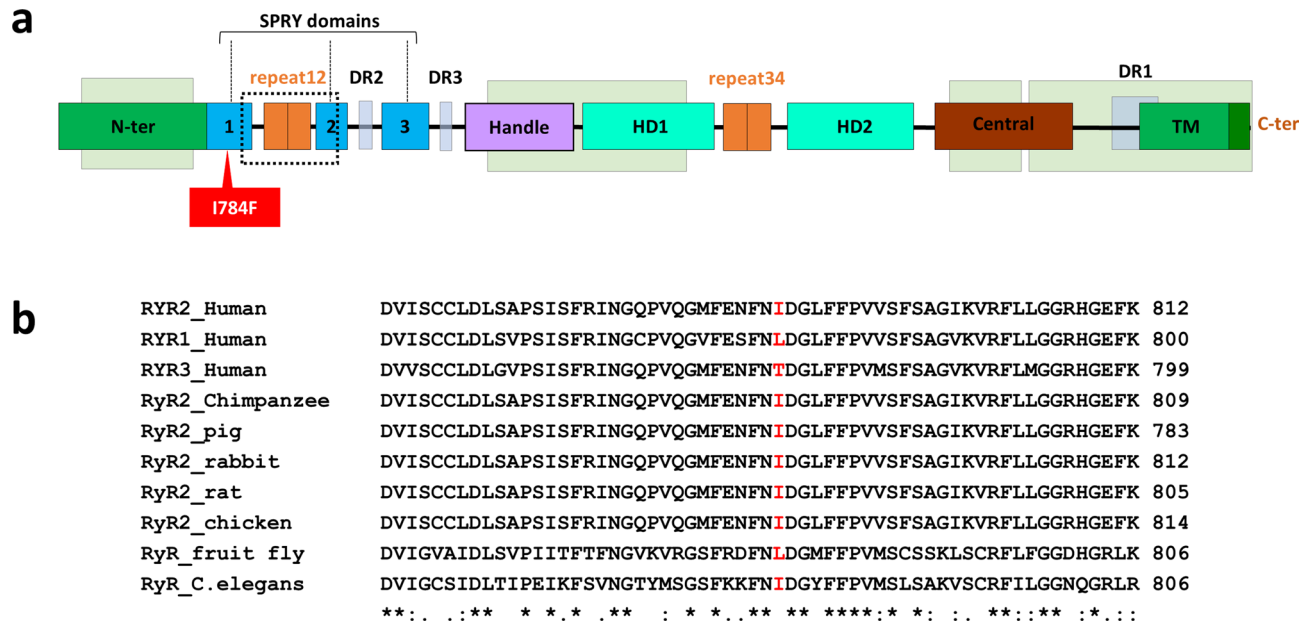 a
SPRY domains
repeat12 DR2 DR3 repeat34 DR1
N-ter 1 2 3 Handle HD1 HD2 Central TM C-ter
I784F
b
RYR2_Human DVISCCLDLSAPSISFRINGQPVQGMFENFNIDGLFFPVVSFSAGIKVRFLLGGRHGEFK 812
RYR1_Human DVISCCLDLSVPSISFRINGCPVQGVFESFNLDGLFFPVVSFSAGVKVRFLLGGRHGEFK 800
RYR3_Human DVVSCCLDLGVPSISFRINGQPVQGMFENFNTDGLFFPVMSFSAGVKVRFLMGGRHGEFK 799
RyR2_Chimpanzee DVISCCLDLSAPSISFRINGQPVQGMFENFNIDGLFFPVVSFSAGIKVRFLLGGRHGEFK 809
RyR2_pig DVISCCLDLSAPSISFRINGQPVQGMFENFNIDGLFFPVVSFSAGIKVRFLLGGRHGEFK 783
RyR2_rabbit DVISCCLDLSAPSISFRINGQPVQGMFENFNIDGLFFPVVSFSAGIKVRFLLGGRHGEFK 812
RyR2_rat DVISCCLDLSAPSISFRINGQPVQGMFENFNIDGLFFPVVSFSAGIKVRFLLGGRHGEFK 805
RyR2_chicken DVISCCLDLSAPSISFRINGQPVQGMFENFNIDGLFFPVVSFSAGIKVRFLLGGRHGEFK 814
RyR_fruit fly DVIGVAIDLSVPIITFTFNGVKVRGSFRDFNLDGMFFPVMSCSSKLSCRFLFGGDHGRLK 806
RyR_C.elegans DVIGCSIDLTIPEIKFSVNGTYMSGSFKKFNIDGYFFPVMSLSAKVSCRFILGGNQGRLR 806
**:. .:** * *.* .** : * *..** ** ****:* *: :. **::** :*.::